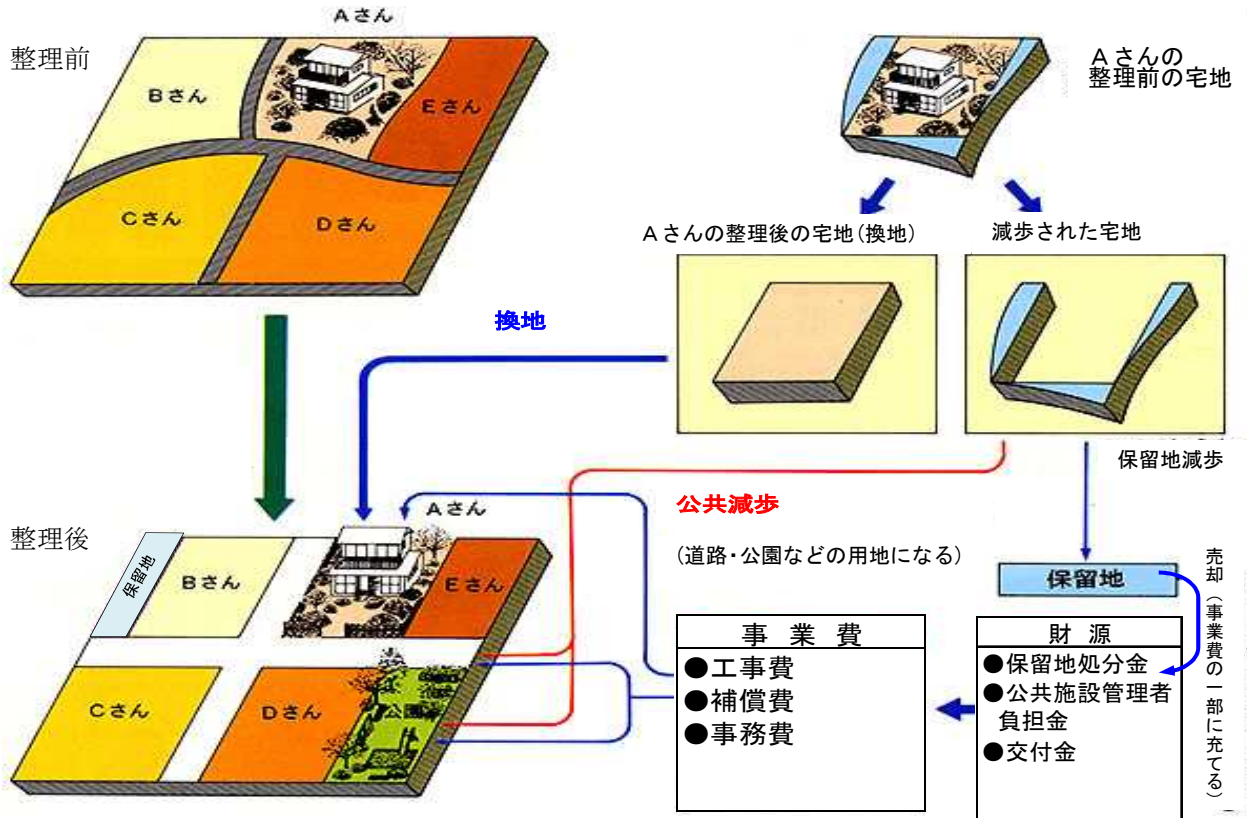 Aさん
整理前
Bさん
Eさん
Cさん
Dさん
Aさんの
整理前の宅地
Aさんの整理後の宅地(換地)
減歩された宅地
換地
保留地減歩
公共減歩
(道路・公園などの用地になる)
整理後
Aさん
保留地
Bさん
Eさん
Cさん
Dさん
公園
保留地
売却(事業費の一部に充てる)
事業費
●工事費
●補償費
●事務費
財源
●保留地処分金
●公共施設管理者
負担金
●交付金